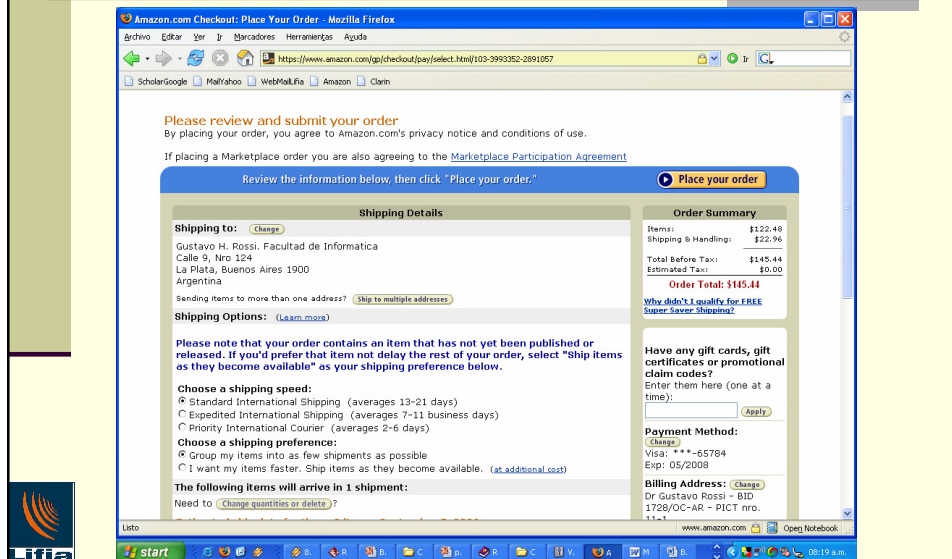 Amazon.com Checkout: Place Your Order - Mozilla Firefox
Archivo Editar Ver Ir Marcadores Herramientas Ayuda
https://www.amazon.com/gp/checkout/pay/select.html/103-3993352-2891057 Ir
ScholarGoogle MailYahoo WebMailLifia Amazon Clarin
Please review and submit your order
By placing your order, you agree to Amazon.com's privacy notice and conditions of use.
If placing a Marketplace order you are also agreeing to the Marketplace Participation Agreement
Review the information below, then click "Place your order."
Place your order
Shipping Details
Shipping to: Change
Gustavo H. Rossi. Facultad de Informatica
Calle 9, Nro 124
La Plata, Buenos Aires 1900
Argentina
Sending items to more than one address? Ship to multiple addresses
Shipping Options: (Learn more)
Please note that your order contains an item that has not yet been published or
released. If you'd prefer that item not delay the rest of your order, select "Ship items
as they become available" as your shipping preference below.
Choose a shipping speed:
Standard International Shipping (averages 13-21 days)
Expedited International Shipping (averages 7-11 business days)
Priority International Courier (averages 2-6 days)
Choose a shipping preference:
Group my items into as few shipments as possible
I want my items faster. Ship items as they become available. (at additional cost)
The following items will arrive in 1 shipment:
Need to Change quantities or delete ?
Order Summary
Items: $122.48
Shipping & Handling: $22.96
Total Before Tax: $145.44
Estimated Tax: $0.00
Order Total: $145.44
Why didn't I qualify for FREE
Super Saver Shipping?
Have any gift cards, gift
certificates or promotional
claim codes?
Enter them here (one at a
time):
Apply
Payment Method:
Change
Visa: ***-65784
Exp: 05/2008
Billing Address: Change
Dr Gustavo Rossi - BID
1728/OC-AR - PICT nro.
Listo www.amazon.com Open Notebook
Lifia
start B. R B. C p. R C V. A M B. 08:19 a.m.